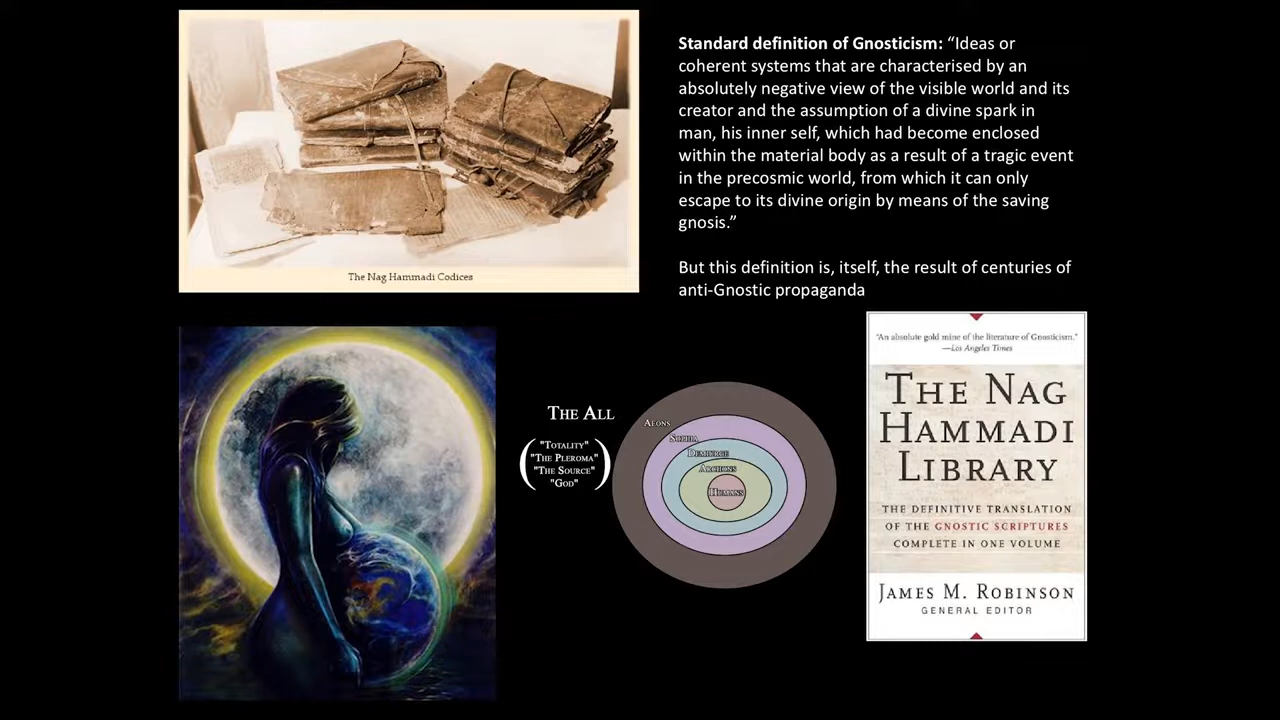 The Nag Hammadi Codices
Standard definition of Gnosticism: “Ideas or
coherent systems that are characterised by an
absolutely negative view of the visible world and its
creator and the assumption of a divine spark in
man, his inner self, which had become enclosed
within the material body as a result of a tragic event
in the precosmic world, from which it can only
escape to its divine origin by means of the saving
gnosis.”
But this definition is, itself, the result of centuries of
anti-Gnostic propaganda
The All
("Totality"
"The Pleroma"
"The Source"
"God")
Aeons
Sophia
Demiurge
Archons
Humans
“An absolute gold mine of the literature of Gnosticism.”
—Los Angeles Times
The Nag
Hammadi
Library
THE DEFINITIVE TRANSLATION
OF THE GNOSTIC SCRIPTURES
COMPLETE IN ONE VOLUME
James M. Robinson
GENERAL EDITOR